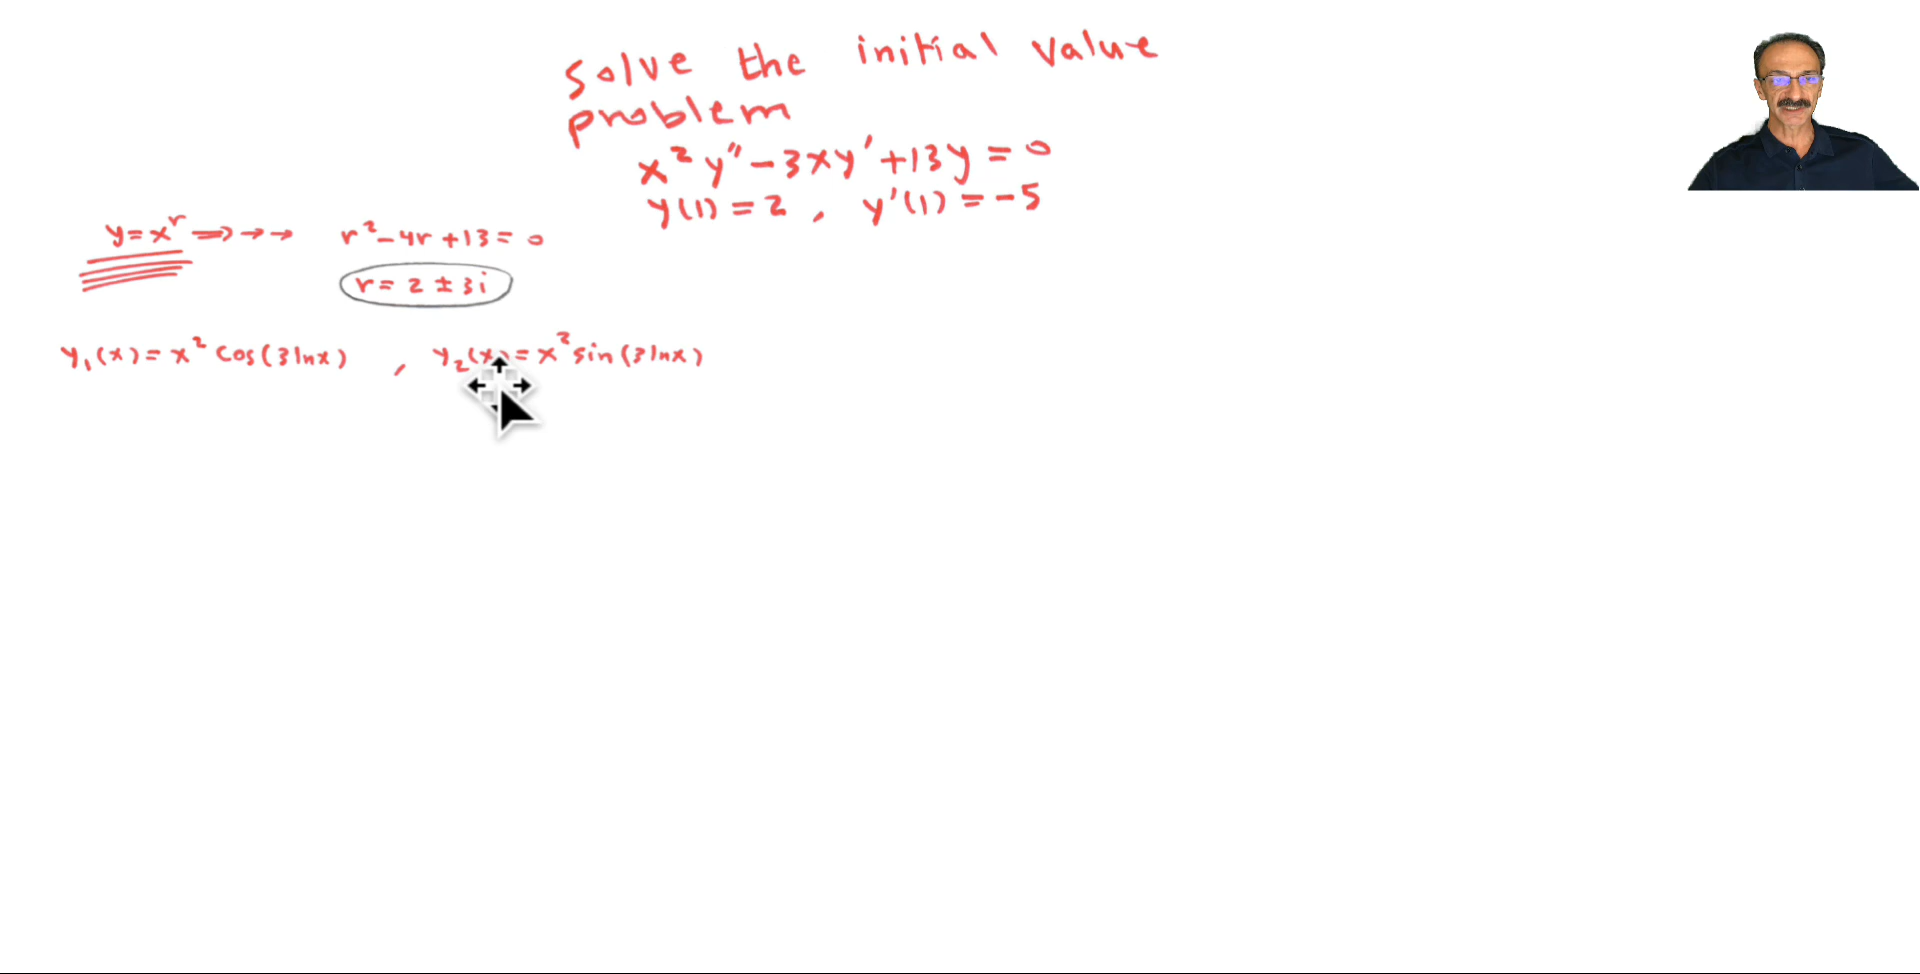 Solve the initial value
problem
x²y″ - 3xy′ + 13y = 0
y(1) = 2 , y′(1) = -5
y = xʳ ⇒→→ r² - 4r + 13 = 0
r = 2 ± 3i
y₁(x) = x² cos(3lnx) , y₂(x) = x² sin(3lnx)